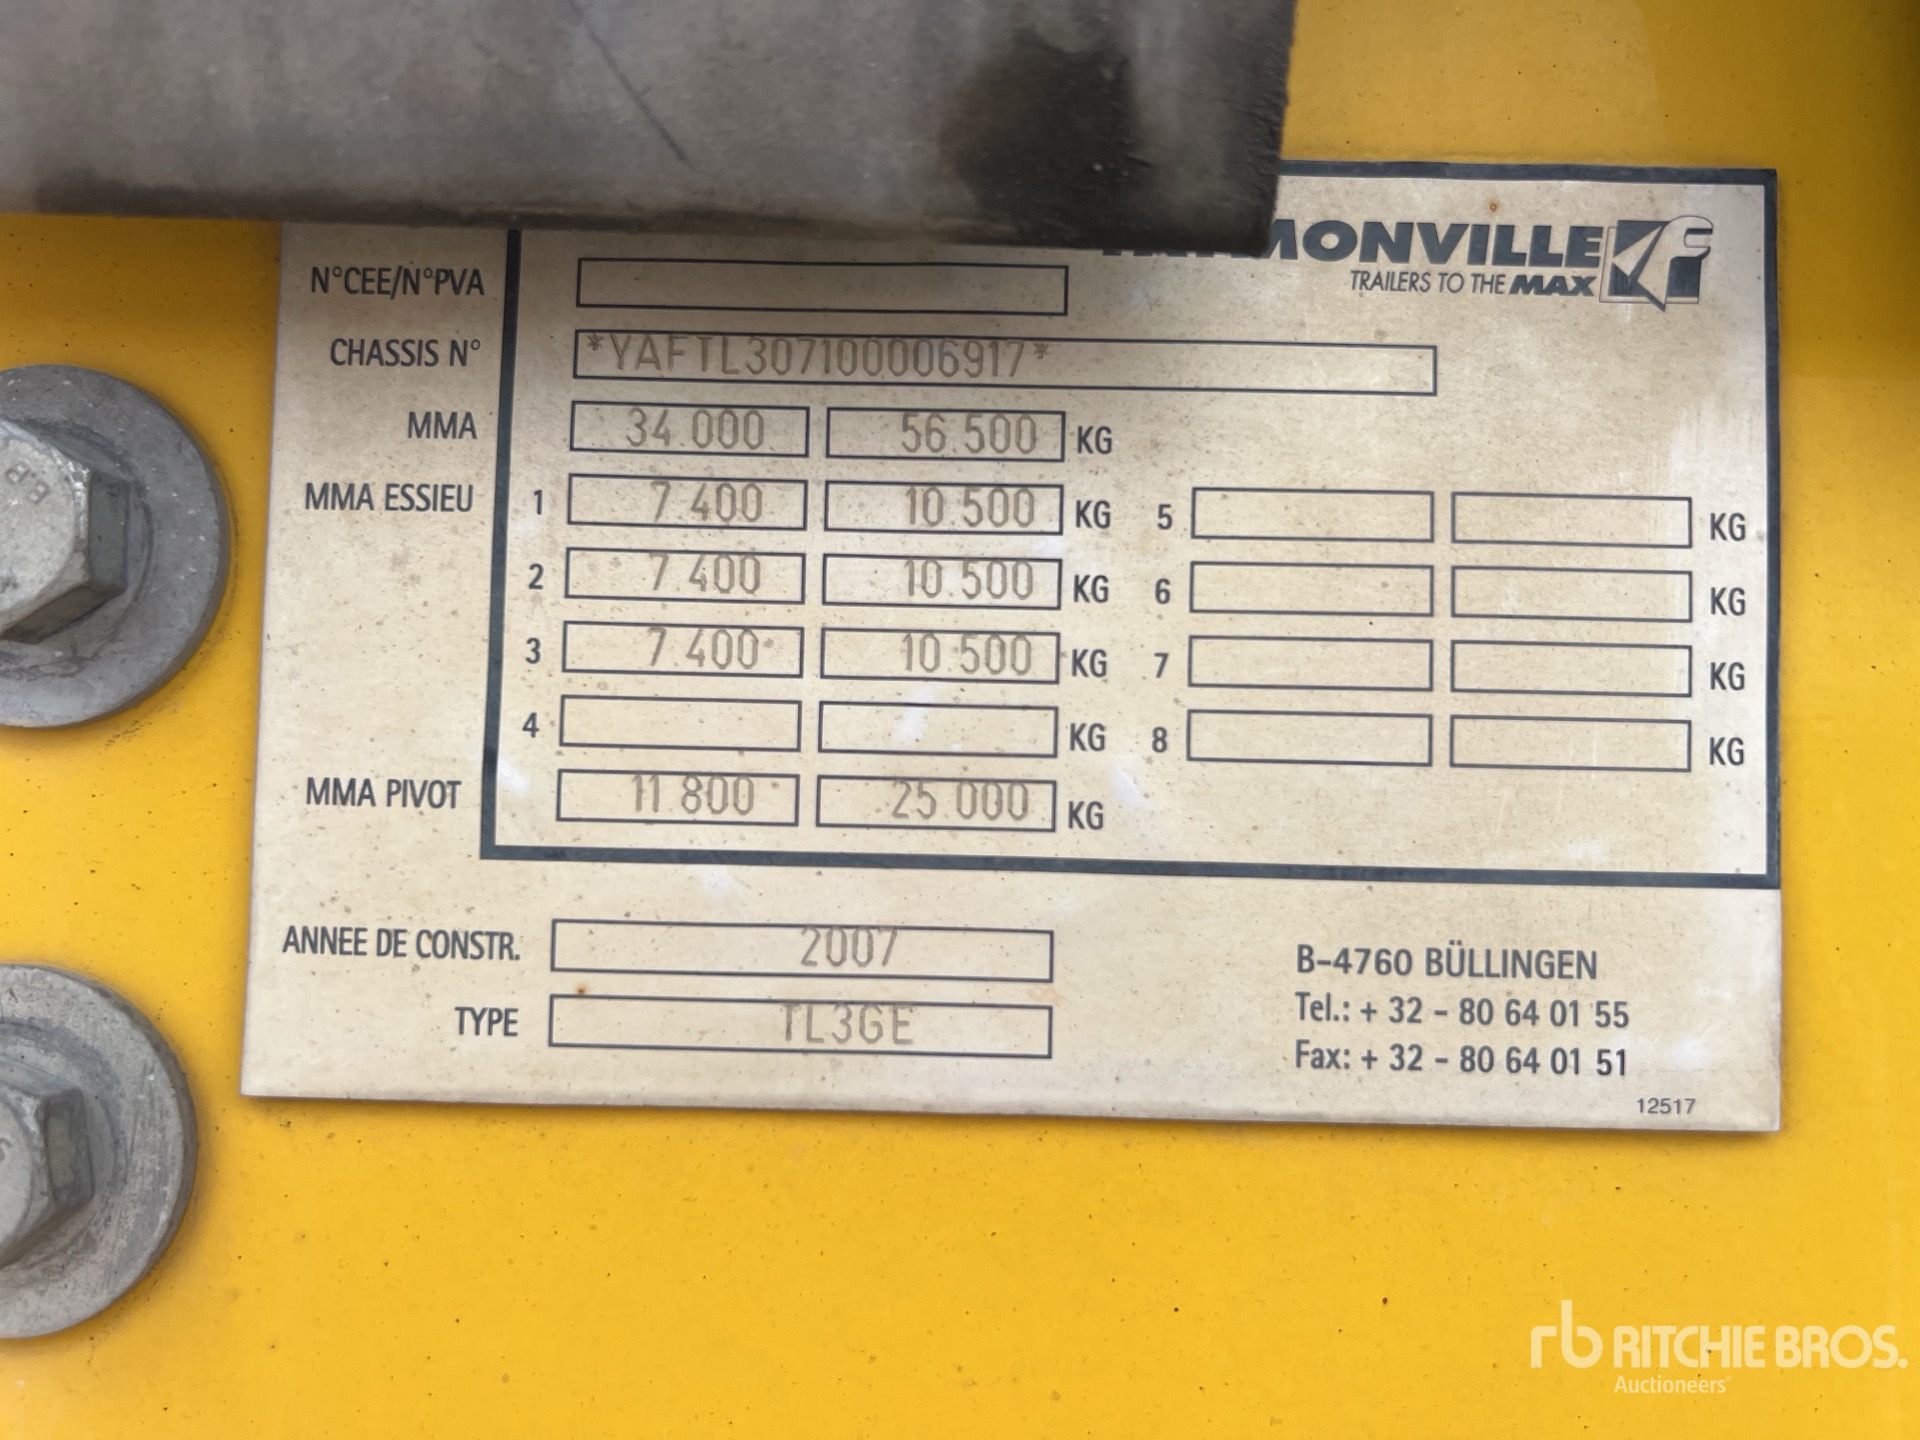 MONVILLE
TRAILERS TO THE MAX
N°CEE/N°PVA
CHASSIS N° *YAFTL307100006917*
MMA 34.000 56.500 KG
MMA ESSIEU 1 7.400 10.500 KG 5 KG
2 7.400 10.500 KG 6 KG
3 7.400 10.500 KG 7 KG
4 KG 8 KG
MMA PIVOT 11.800 25.000 KG
ANNEE DE CONSTR. 2007
TYPE TL3GE
B-4760 BÜLLINGEN
Tel.: + 32 - 80 64 01 55
Fax: + 32 - 80 64 01 51
12517
rb RITCHIE BROS.
Auctioneers